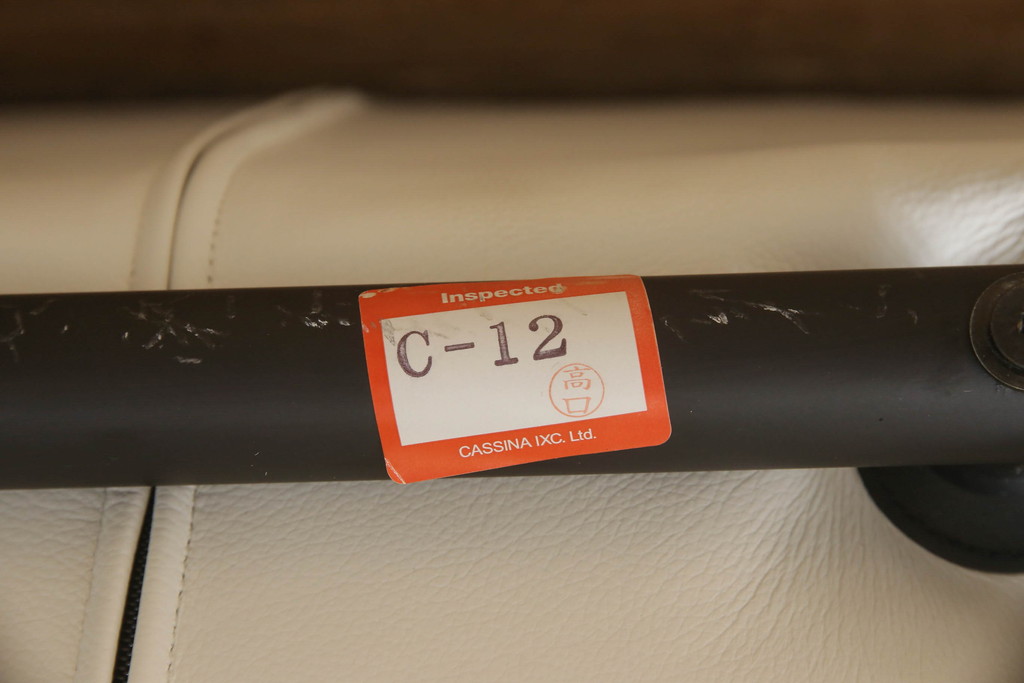 Inspected
C-12
高
口
CASSINA IXC. Ltd.